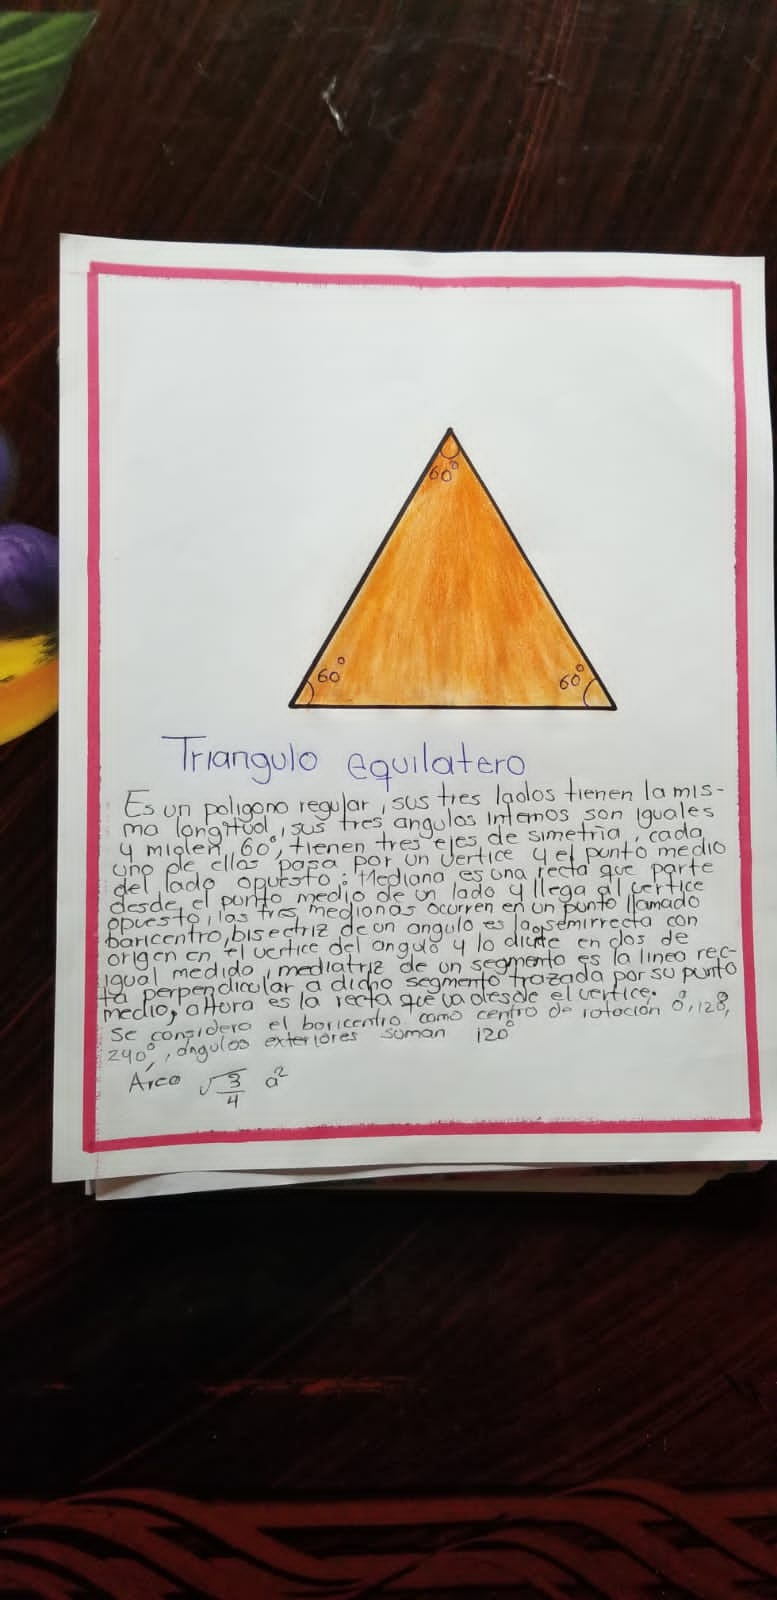 60°
60°
60°
Triangulo equilatero
Es un poligono regular, sus tres lados tienen la mis-
ma longitud, sus tres angulos internos son iguales
y miden 60°, tienen tres ejes de simetria, cada
uno de ellos pasa por un vertice y el punto medio
del lado opuesto: Mediana es una recta que parte
desde el punto medio de un lado y llega al vertice
opuesto, las tres medianas ocurren en un punto llamado
baricentro, bisectriz de un angulo es la semirrecta con
origen en el vertice del angulo y lo divite en dos de
igual medida, mediatriz de un segmento es la linea rec-
ta perpendicular a dicho segmento trazada por su punto
medio, altura es la recta que va desde el vertice.
Se considera el baricentro como centro de rotación 0°, 120°,
240°, angulos exteriores suman 120°
Área √3/4 a²